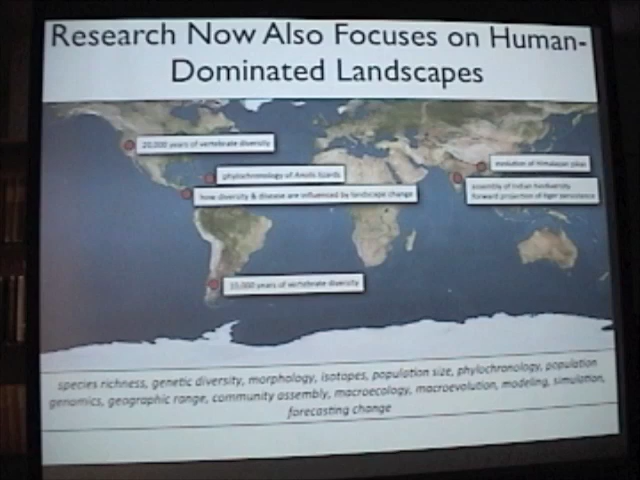 Research Now Also Focuses on Human-
Dominated Landscapes
20,000 years of vertebrate diversity
phylochronology of Anolis lizards
how diversity & disease are influenced by landscape change
evolution of Himalayan pikas
assembly of Indian biodiversity
forward projection of tiger persistence
10,000 years of vertebrate diversity
species richness, genetic diversity, morphology, isotopes, population size, phylochronology, population
genomics, geographic range, community assembly, macroecology, macroevolution, modeling, simulation,
forecasting change